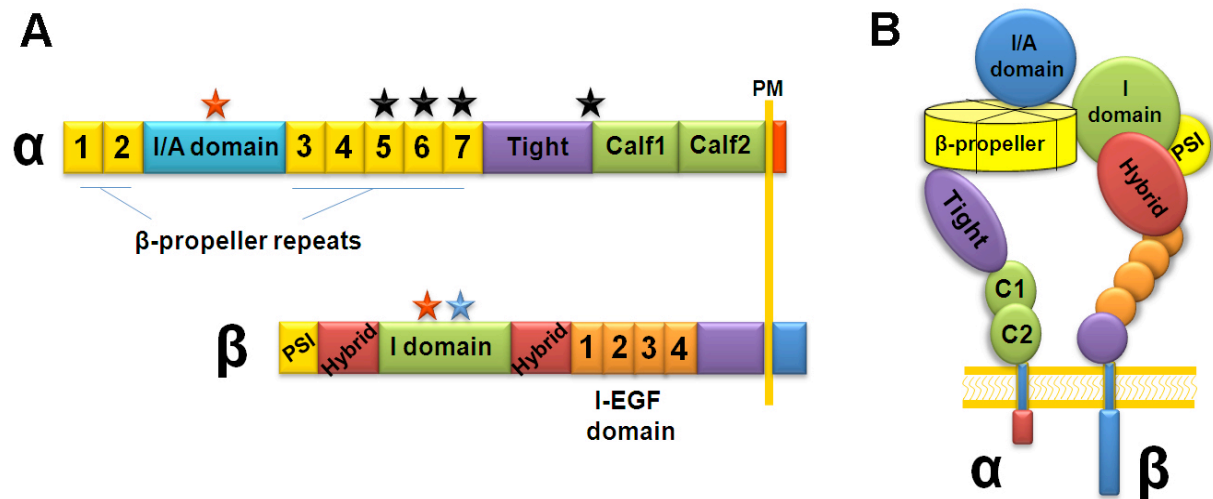 A
PM
α 1 2 I/A domain 3 4 5 6 7 Tight Calf1 Calf2
β-propeller repeats
β PSI Hybrid I domain Hybrid 1 2 3 4
I-EGF
domain
B
I/A
domain
I
domain
β-propeller
PSI
Hybrid
Tight
C1
C2
α β